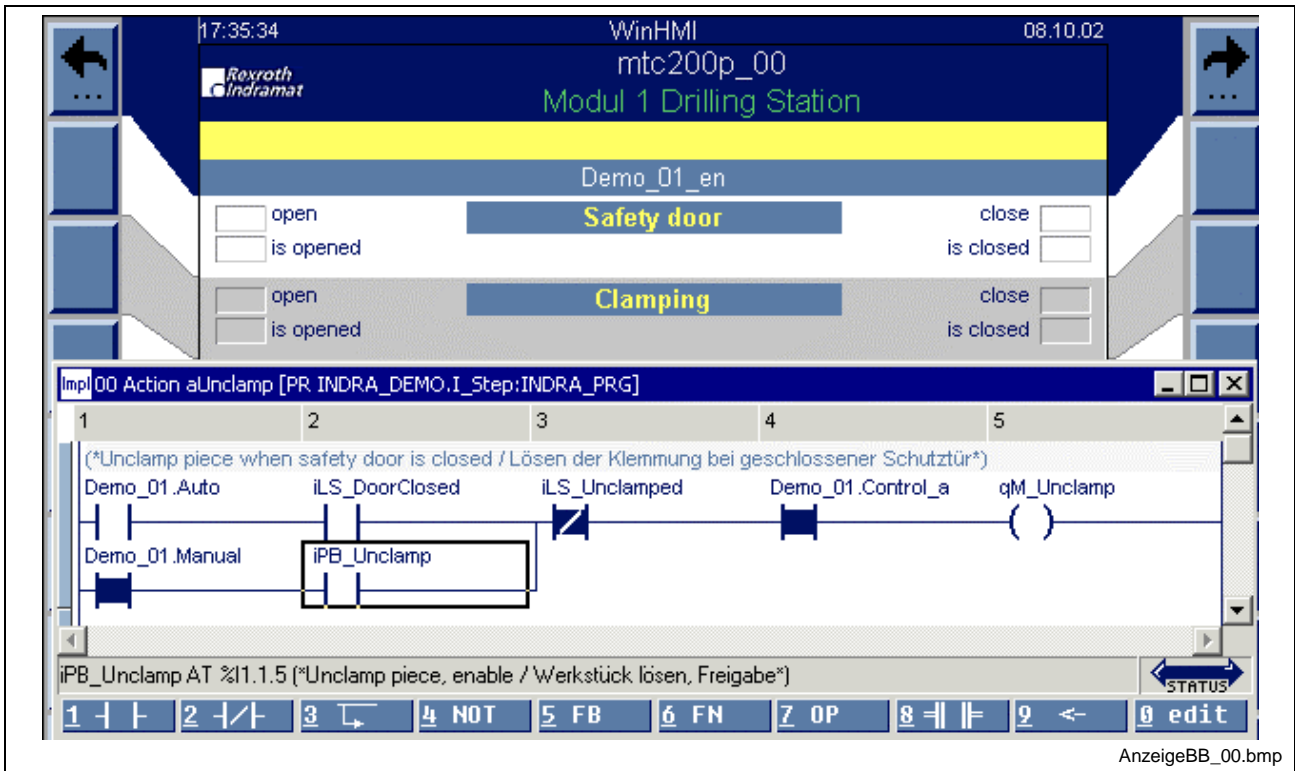 17:35:34 WinHMI 08.10.02
Rexroth
Indramat
mtc200p_00
Modul 1 Drilling Station
...
...
Demo_01_en
open Safety door close
is opened is closed
open Clamping close
is opened is closed
Impl 00 Action aUnclamp [PR INDRA_DEMO.I_Step:INDRA_PRG]
1 2 3 4 5
(*Unclamp piece when safety door is closed / Lösen der Klemmung bei geschlossener Schutztür*)
Demo_01.Auto iLS_DoorClosed iLS_Unclamped Demo_01.Control_a qM_Unclamp
Demo_01.Manual iPB_Unclamp
iPB_Unclamp AT %I1.1.5 (*Unclamp piece, enable / Werkstück lösen, Freigabe*)
STATUS
1 2 3 4 NOT 5 FB 6 FN 7 OP 8 9 <- 0 edit
AnzeigeBB_00.bmp